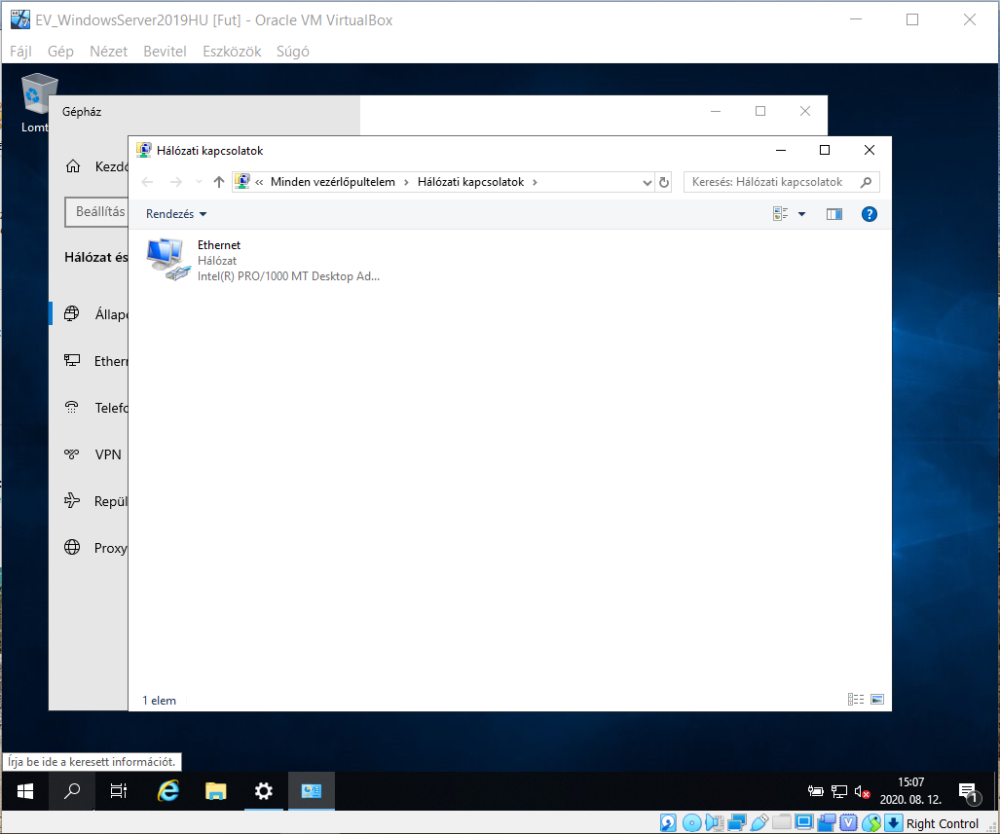 EV_WindowsServer2019HU [Fut] - Oracle VM VirtualBox
Fájl Gép Nézet Bevitel Eszközök Súgó
Lomt
Gépház
Kezdő
Beállítás
Hálózat és
Állapo
Ethern
Telefo
VPN
Repül
Proxy
Hálózati kapcsolatok
« Minden vezérlőpultelem › Hálózati kapcsolatok ›
Keresés: Hálózati kapcsolatok
Rendezés
Ethernet
Hálózat
Intel(R) PRO/1000 MT Desktop Ad...
1 elem
Írja be ide a keresett információt.
15:07
2020. 08. 12.
1
Right Control